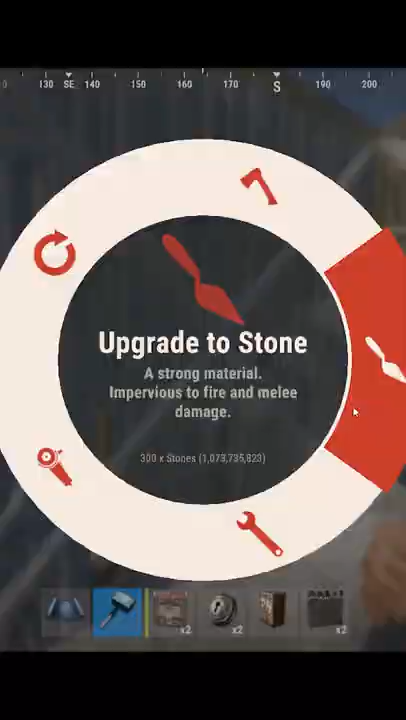 130 SE 140 150 160 170 S 190 200
Upgrade to Stone
A strong material.
Impervious to fire and melee
damage.
300 x Stones (1,073,735,823)
x2 x2 x2